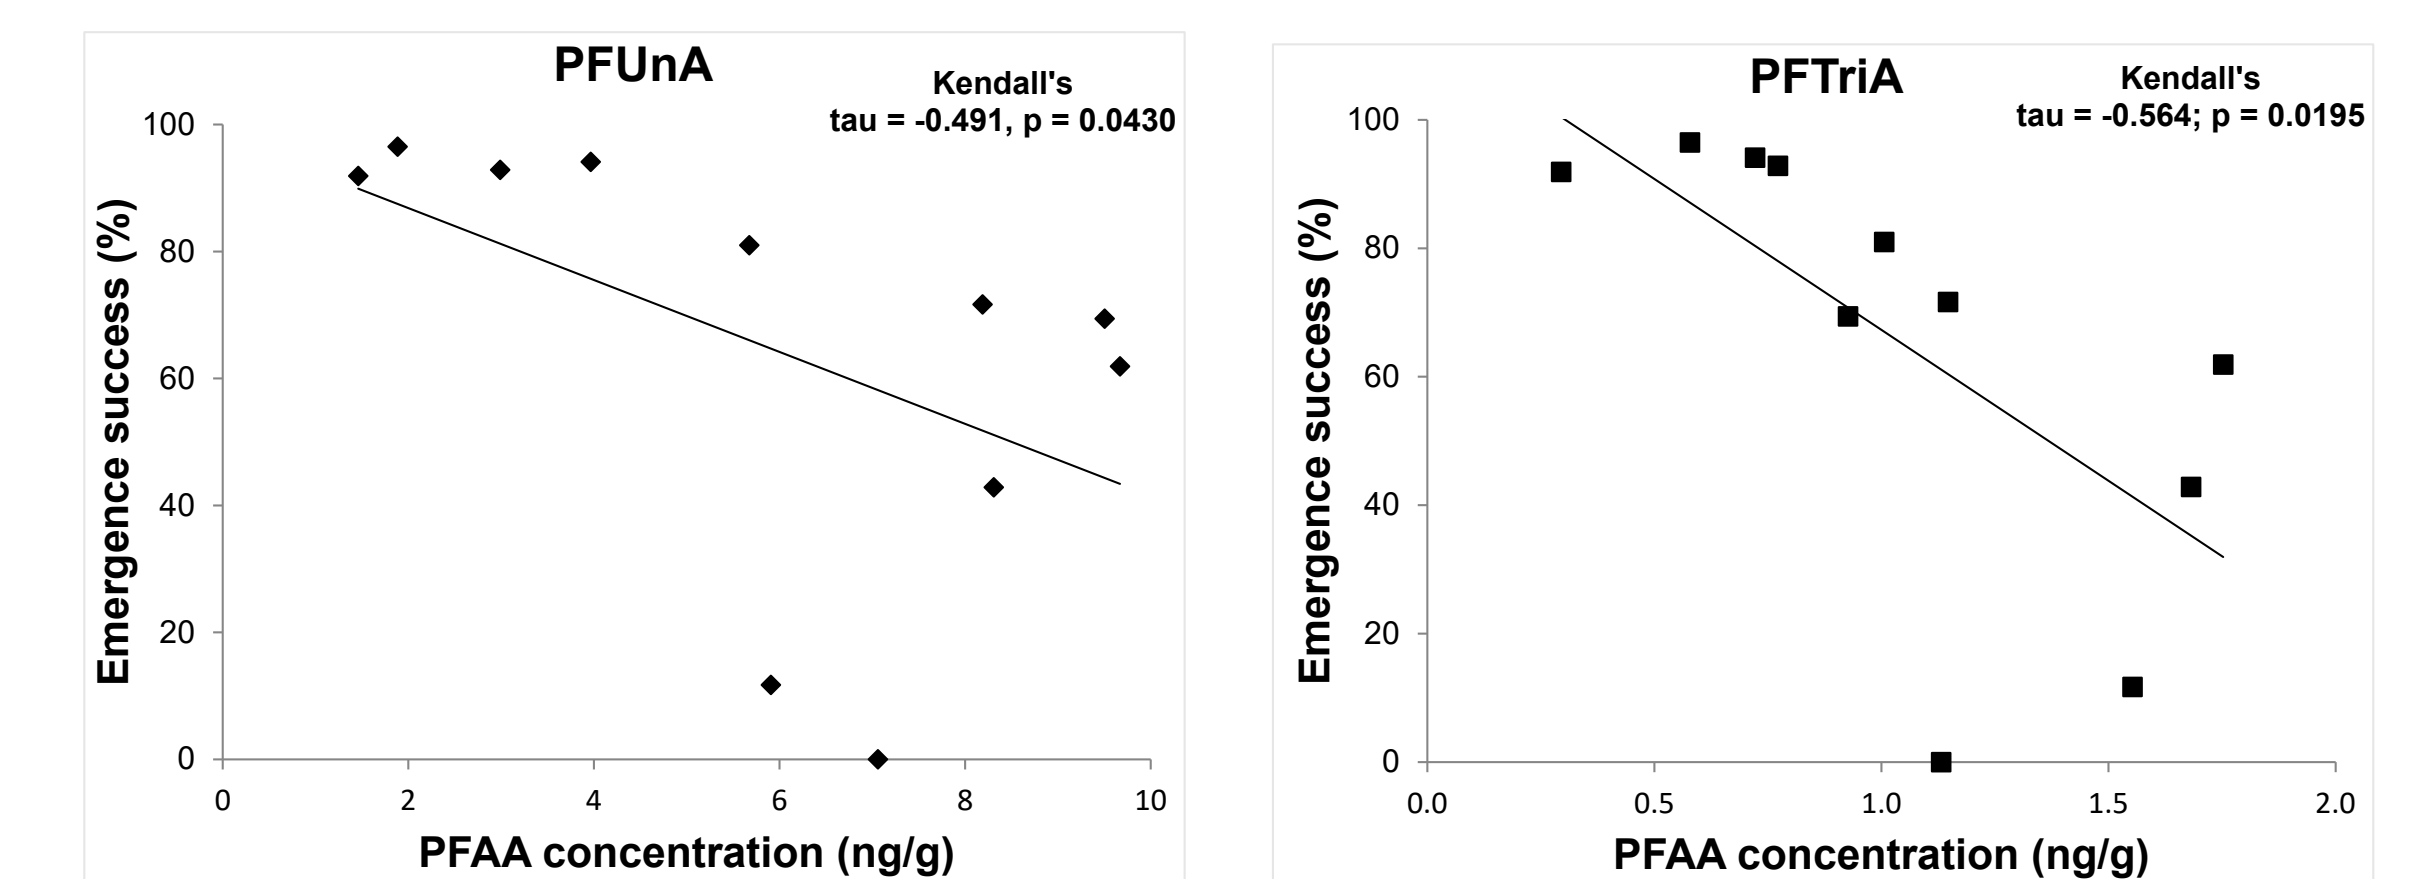 PFUnA
Kendall's
tau = -0.491, p = 0.0430
100
80
60
40
20
0
0 2 4 6 8 10
Emergence success (%)
PFAA concentration (ng/g)
PFTriA
Kendall's
tau = -0.564; p = 0.0195
100
80
60
40
20
0
0.0 0.5 1.0 1.5 2.0
Emergence success (%)
PFAA concentration (ng/g)